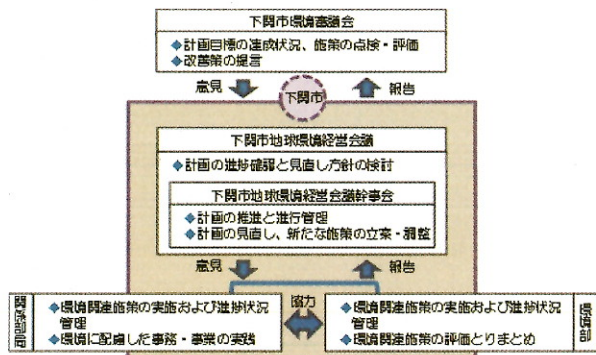 下関市環境審議会
◆計画目標の達成状況、施策の点検・評価
◆改善策の提言
意見
下関市
報告
下関市地球環境経営会議
◆計画の進捗確認と見直し方針の検討
下関市地球環境経営会議幹事会
◆計画の推進と進行管理
◆計画の見直し、新たな施策の立案・調整
意見
報告
関係部局
◆環境関連施策の実施および進捗状況
管理
◆環境に配慮した事務・事業の実践
協力
◆環境関連施策の実施および進捗状況
管理
◆環境関連施策の評価とりまとめ
環境部